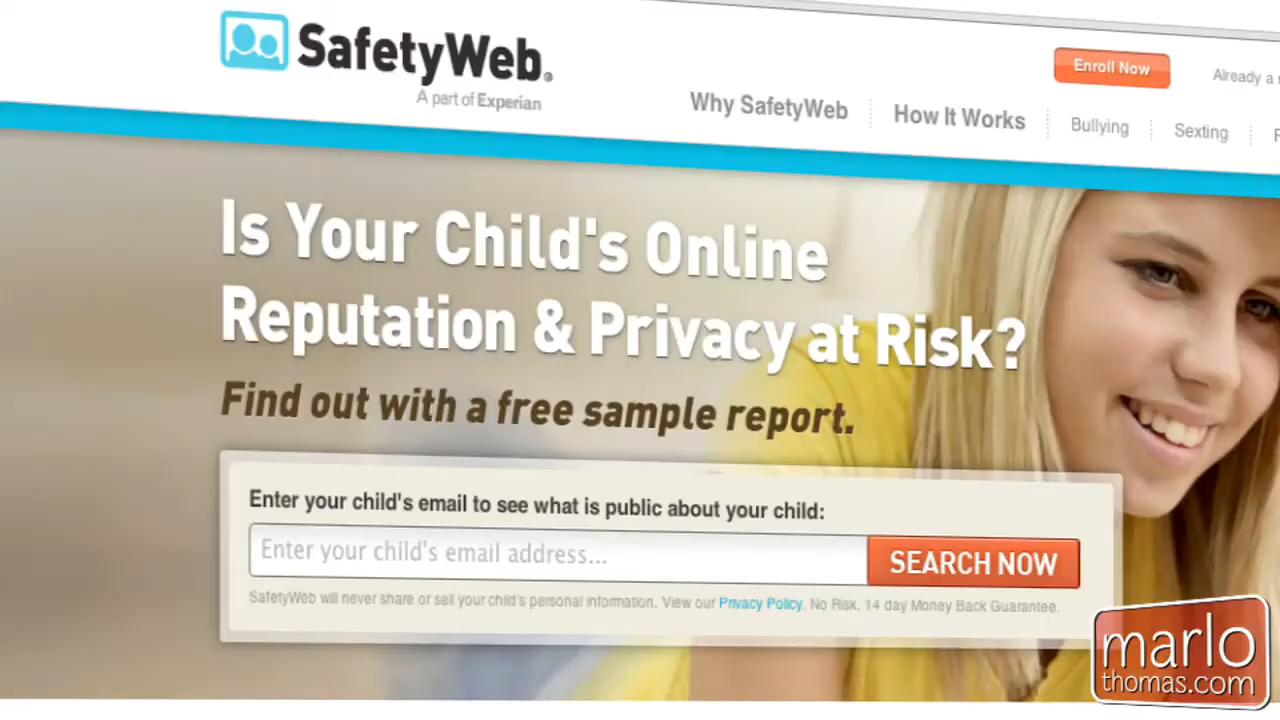 SafetyWeb®
A part of Experian
Enroll Now
Already a
Why SafetyWeb
How It Works
Bullying
Sexting
Is Your Child's Online
Reputation & Privacy at Risk?
Find out with a free sample report.
Enter your child's email to see what is public about your child:
Enter your child's email address...
SEARCH NOW
SafetyWeb will never share or sell your child's personal information. View our Privacy Policy. No Risk, 14 day Money Back Guarantee.
marlo
thomas.com